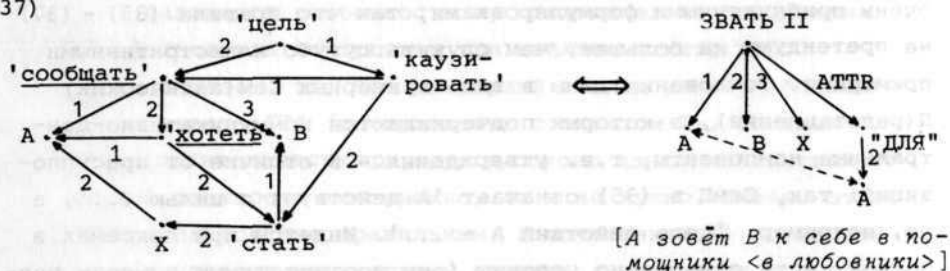 37)
'цель'
2 1
'сообщать' 'каузи-
1 ровать'
1 2 3
A хотеть B
1 2 1 2
2
X 2 'стать'
⟺
ЗВАТЬ II
1 2 3 ATTR
A B X "ДЛЯ"
2
A
[A зовёт B к себе в по-
мощники <в любовники>]